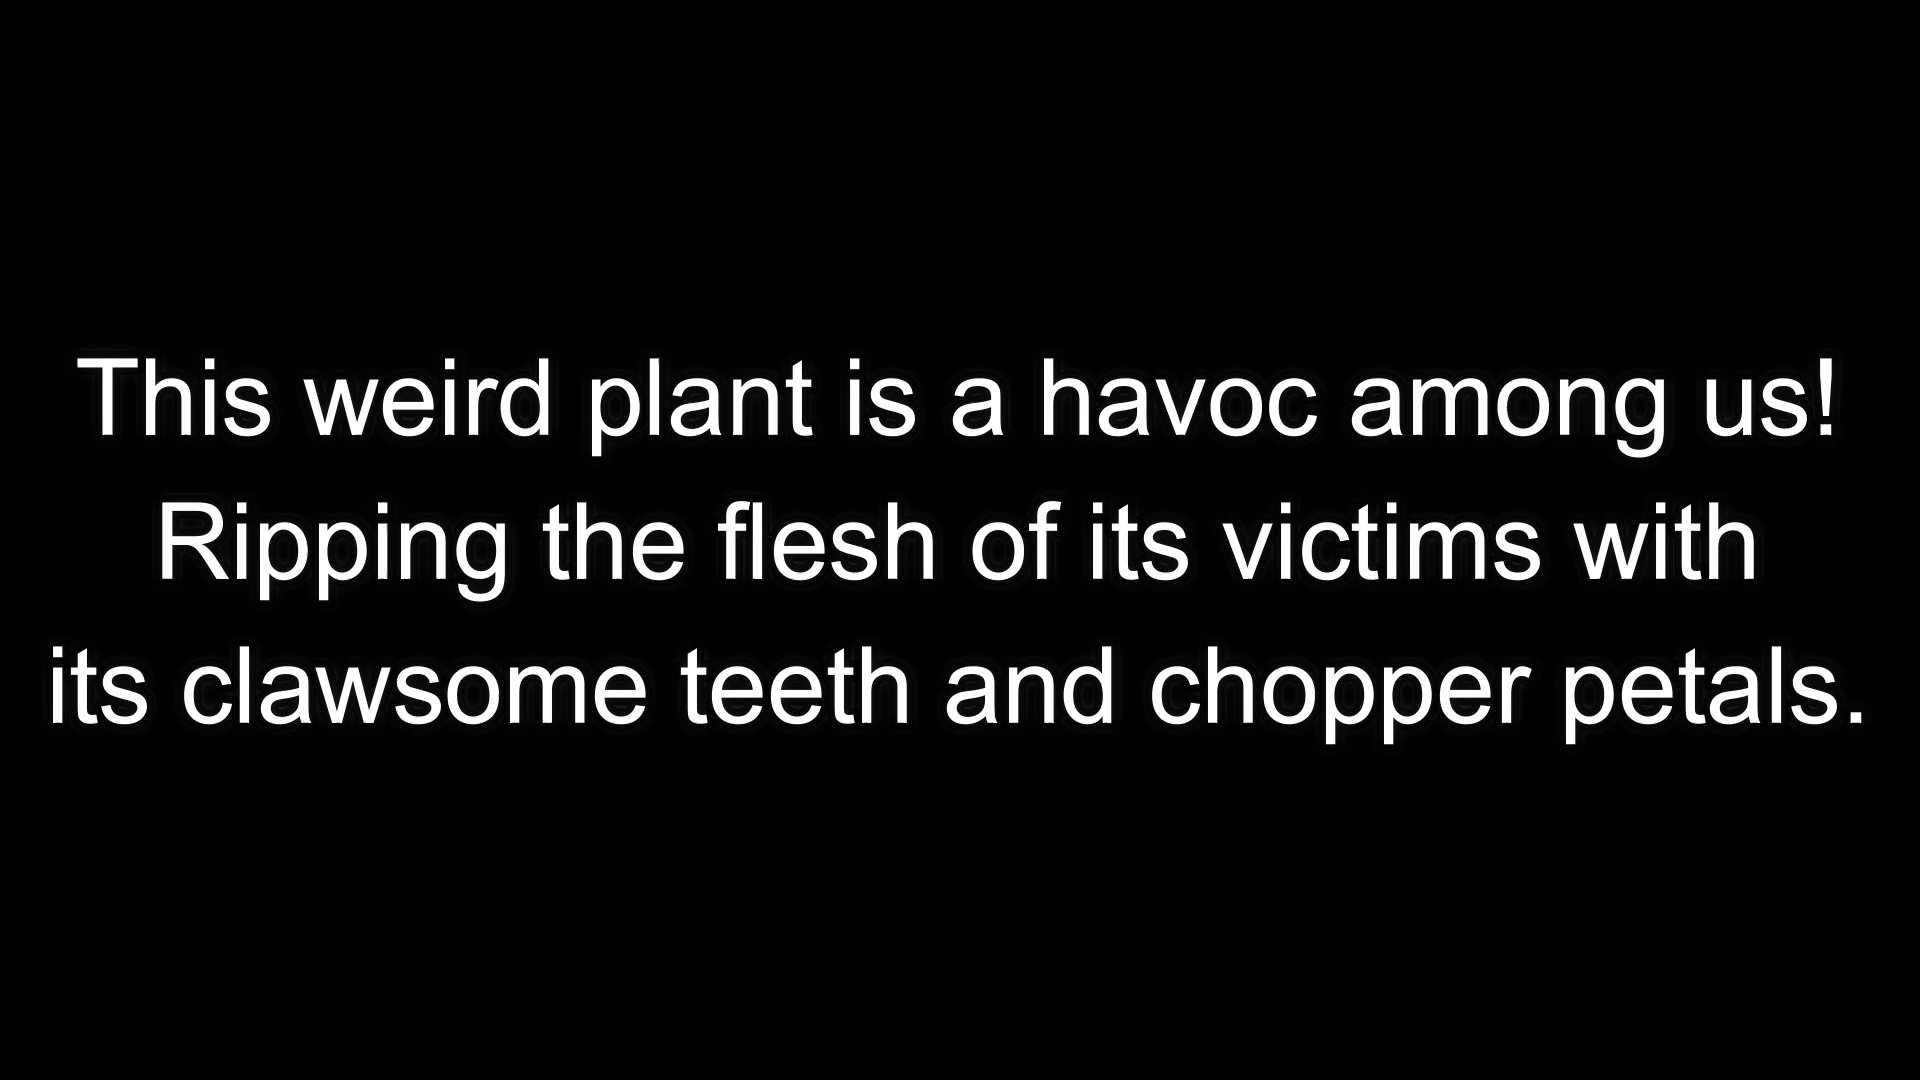 This weird plant is a havoc among us!
Ripping the flesh of its victims with
its clawsome teeth and chopper petals.